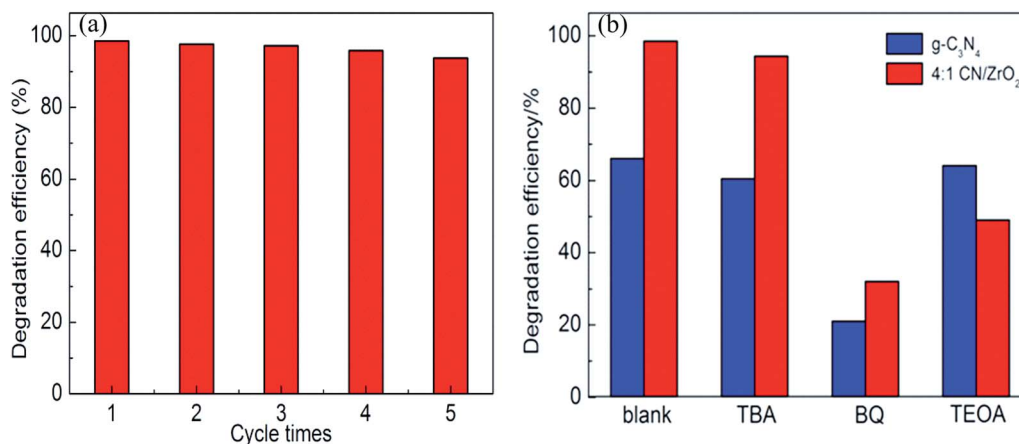 (a)
Degradation efficiency (%)
100
80
60
40
20
0
1 2 3 4 5
Cycle times
(b)
g-C₃N₄
4:1 CN/ZrO₂
Degradation efficiency/%
100
80
60
40
20
0
blank TBA BQ TEOA